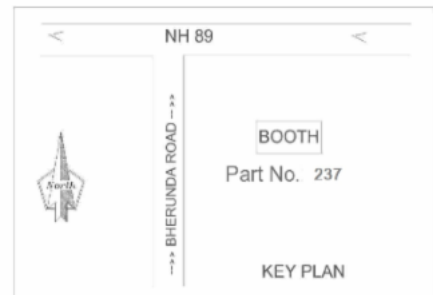 < NH 89 <
BHERUNDA ROAD
BOOTH
Part No. 237
North
KEY PLAN